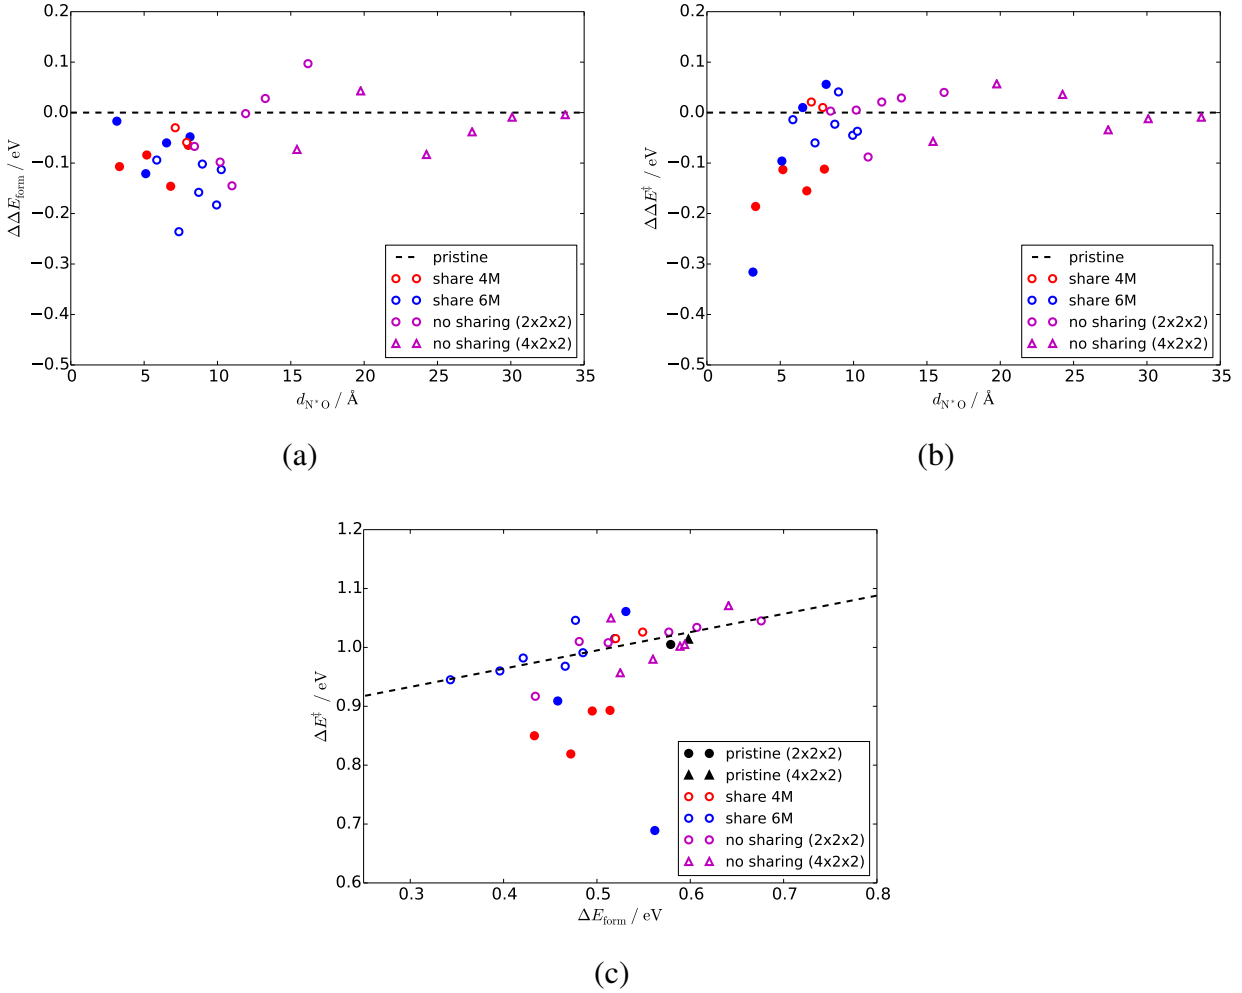 0.2
0.1
0.0
−0.1
−0.2
−0.3
−0.4
−0.5
ΔΔE_form / eV
0 5 10 15 20 25 30 35
d_N*O / Å
pristine
share 4M
share 6M
no sharing (2x2x2)
no sharing (4x2x2)
(a)
0.2
0.1
0.0
−0.1
−0.2
−0.3
−0.4
−0.5
ΔΔE‡ / eV
0 5 10 15 20 25 30 35
d_N*O / Å
pristine
share 4M
share 6M
no sharing (2x2x2)
no sharing (4x2x2)
(b)
1.2
1.1
1.0
0.9
0.8
0.7
0.6
ΔE‡ / eV
0.3 0.4 0.5 0.6 0.7 0.8
ΔE_form / eV
pristine (2x2x2)
pristine (4x2x2)
share 4M
share 6M
no sharing (2x2x2)
no sharing (4x2x2)
(c)